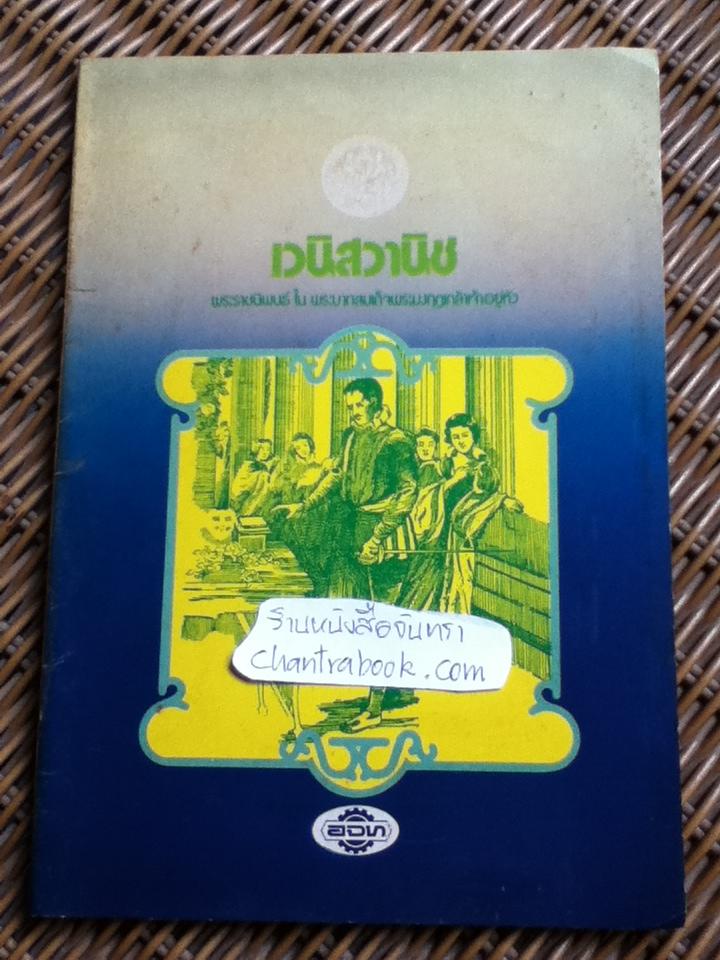 เวนิสวานิช
พระราชนิพนธ์ ใน พระบาทสมเด็จพระมงกุฎเกล้าเจ้าอยู่หัว
ร้านหนังสือจันทรา
chantrabook.com
สวท